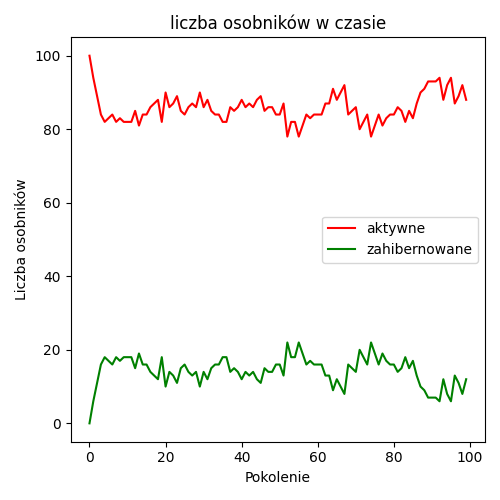 liczba osobników w czasie
Liczba osobników
100
80
60
40
20
0
aktywne
zahibernowane
0 20 40 60 80 100
Pokolenie